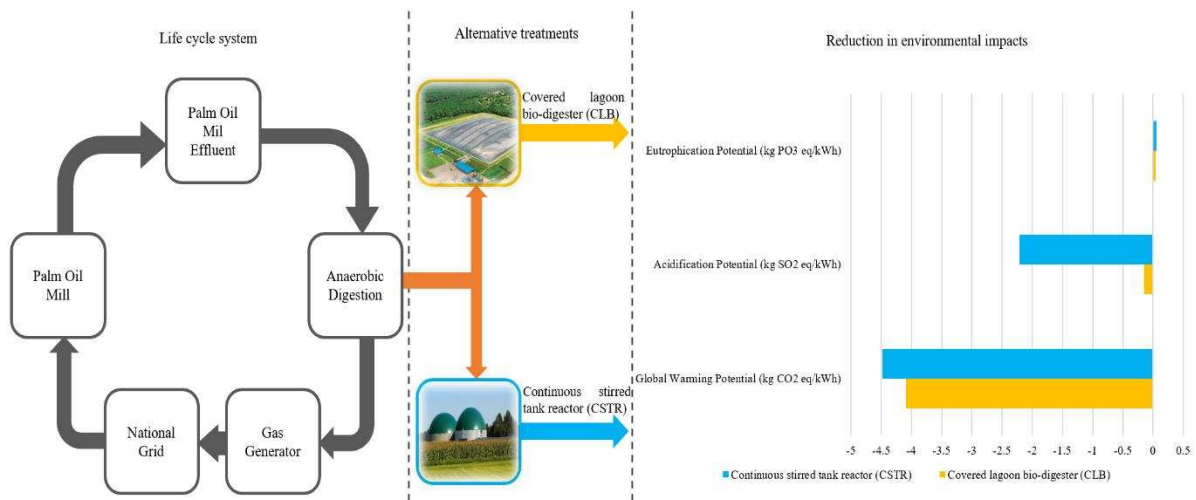 Life cycle system
Palm Oil
Mil
Effluent
Palm Oil
Mill
Anaerobic
Digestion
National
Grid
Gas
Generator
Alternative treatments
Covered lagoon
bio-digester (CLB)
Continuous stirred
tank reactor (CSTR)
Reduction in environmental impacts
Eutrophication Potential (kg PO3 eq/kWh)
Acidification Potential (kg SO2 eq/kWh)
Global Warming Potential (kg CO2 eq/kWh)
-5 -4.5 -4 -3.5 -3 -2.5 -2 -1.5 -1 -0.5 0 0.5
Continuous stirred tank reactor (CSTR) Covered lagoon bio-digester (CLB)